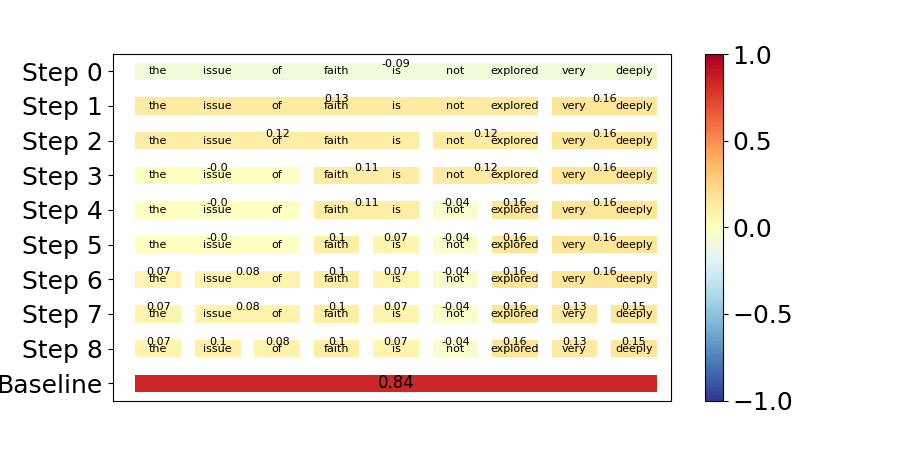 -0.09
Step 0 the issue of faith is not explored very deeply
0.13 0.16
Step 1 the issue of faith is not explored very deeply
0.12 0.12 0.16
Step 2 the issue of faith is not explored very deeply
-0.0 0.11 0.12 0.16
Step 3 the issue of faith is not explored very deeply
-0.0 0.11 -0.04 0.16 0.16
Step 4 the issue of faith is not explored very deeply
-0.0 0.1 0.07 -0.04 0.16 0.16
Step 5 the issue of faith is not explored very deeply
0.07 0.08 0.1 0.07 -0.04 0.16 0.16
Step 6 the issue of faith is not explored very deeply
0.07 0.08 0.1 0.07 -0.04 0.16 0.13 0.15
Step 7 the issue of faith is not explored very deeply
0.07 0.1 0.08 0.1 0.07 -0.04 0.16 0.13 0.15
Step 8 the issue of faith is not explored very deeply
Baseline 0.84
1.0
0.5
0.0
−0.5
−1.0